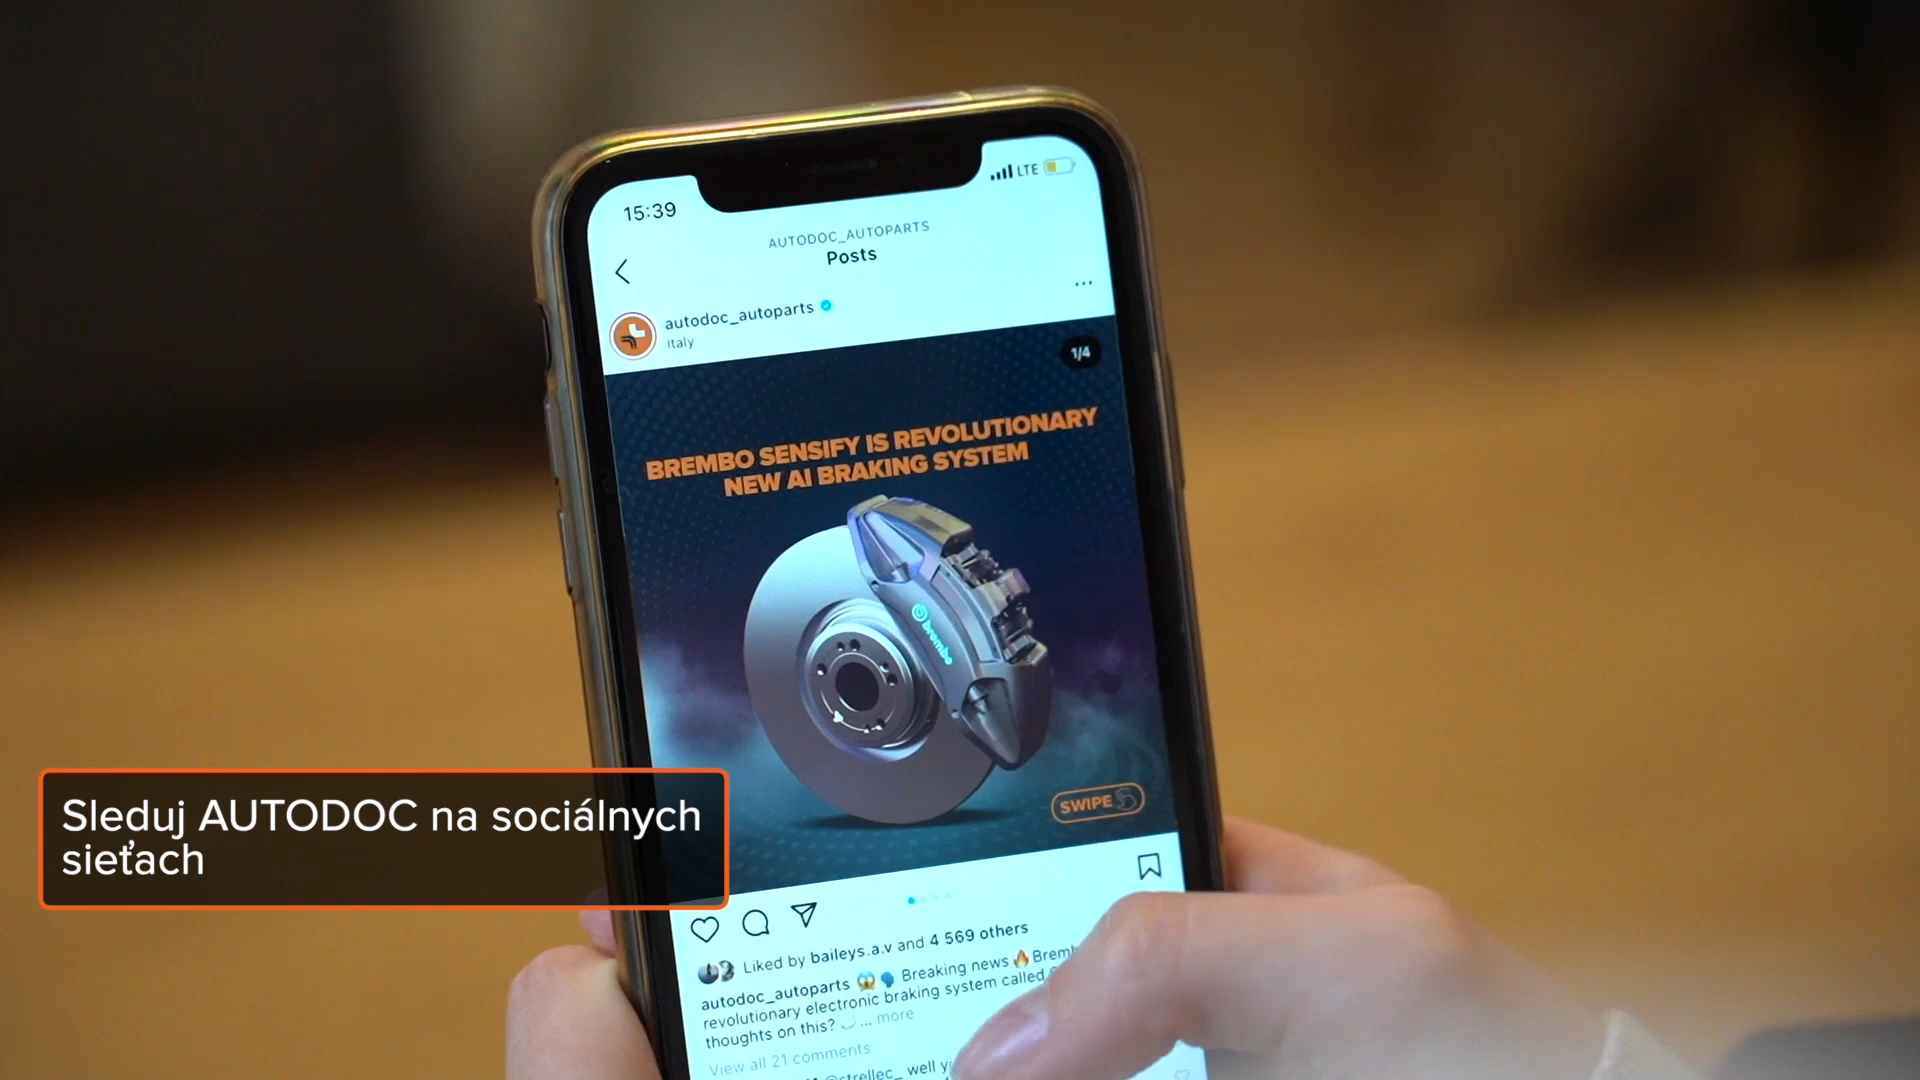 15:39
LTE
AUTODOC_AUTOPARTS
Posts
autodoc_autoparts
Italy
1/4
BREMBO SENSIFY IS REVOLUTIONARY
NEW AI BRAKING SYSTEM
brembo
SWIPE
Sleduj AUTODOC na sociálnych
sieťach
Liked by baileys.a.v and 4 569 others
autodoc_autoparts 😱🗣 Breaking news 🔥
revolutionary electronic braking system called
thoughts on this? ... more
View all 21 comments
@strellec_ well